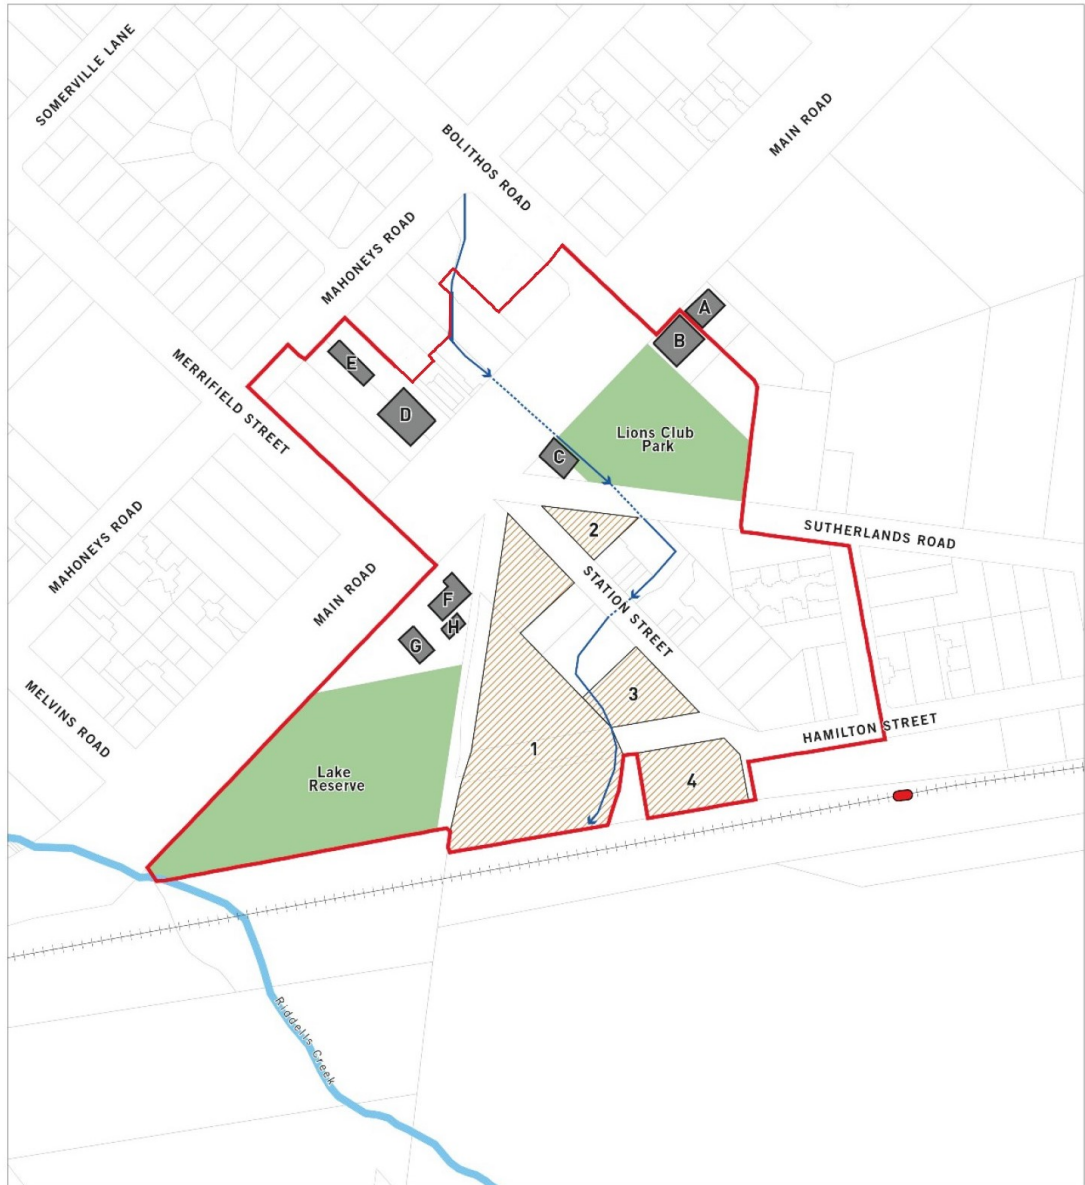 SOMERVILLE LANE
BOLITHOS ROAD
MAIN ROAD
MAHONEYS ROAD
A
B
E
MERRIFIELD STREET
D
Lions Club
Park
C
MAHONEYS ROAD
2
SUTHERLANDS ROAD
MAIN ROAD
STATION STREET
F
H
G
3
MELVINS ROAD
HAMILTON STREET
1
Lake
Reserve
4
Riddells Creek